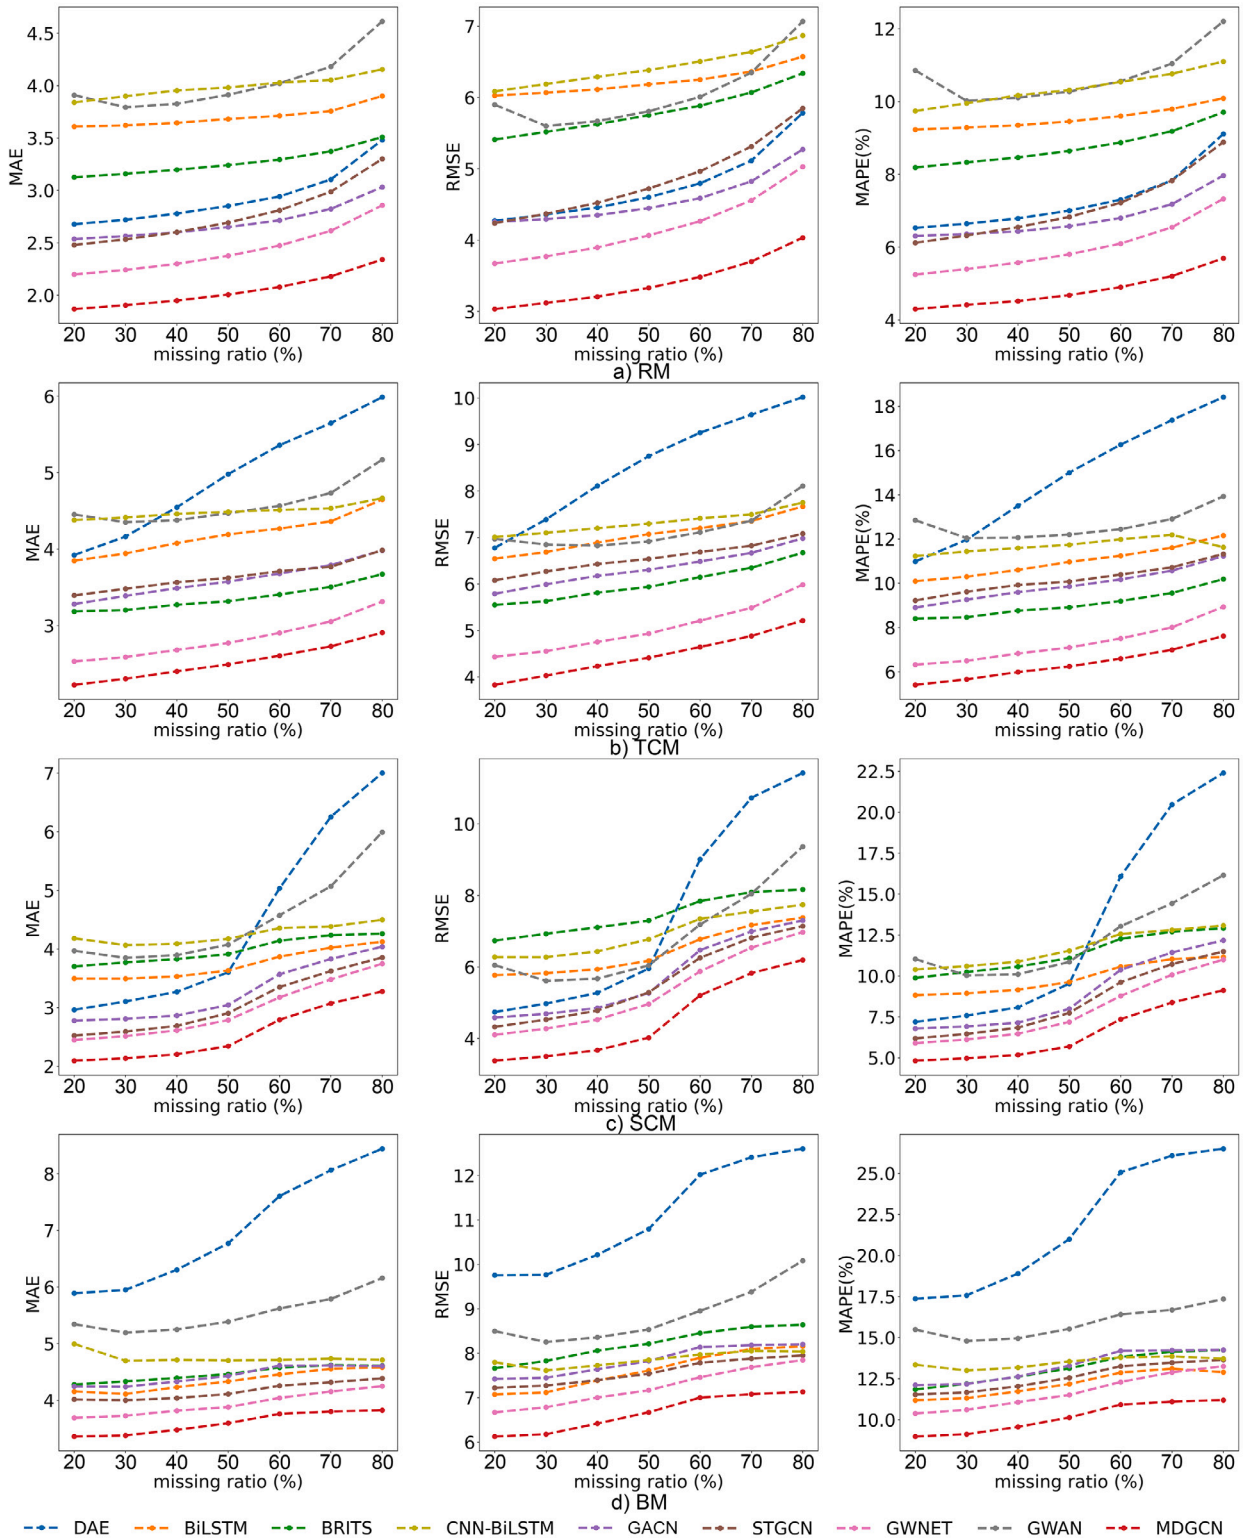 4.5
4.0
3.5
3.0
2.5
2.0
MAE
20 30 40 50 60 70 80
missing ratio (%)
7
6
5
4
3
RMSE
20 30 40 50 60 70 80
missing ratio (%)
12
10
8
6
4
MAPE(%)
20 30 40 50 60 70 80
missing ratio (%)
a) RM
6
5
4
3
MAE
20 30 40 50 60 70 80
missing ratio (%)
10
9
8
7
6
5
4
RMSE
20 30 40 50 60 70 80
missing ratio (%)
18
16
14
12
10
8
6
MAPE(%)
20 30 40 50 60 70 80
missing ratio (%)
b) TCM
7
6
5
4
3
2
MAE
20 30 40 50 60 70 80
missing ratio (%)
10
8
6
4
RMSE
20 30 40 50 60 70 80
missing ratio (%)
22.5
20.0
17.5
15.0
12.5
10.0
7.5
5.0
MAPE(%)
20 30 40 50 60 70 80
missing ratio (%)
c) SCM
8
7
6
5
4
MAE
20 30 40 50 60 70 80
missing ratio (%)
12
11
10
9
8
7
6
RMSE
20 30 40 50 60 70 80
missing ratio (%)
25.0
22.5
20.0
17.5
15.0
12.5
10.0
MAPE(%)
20 30 40 50 60 70 80
missing ratio (%)
d) BM
DAE BiLSTM BRITS CNN-BiLSTM GACN STGCN GWNET GWAN MDGCN